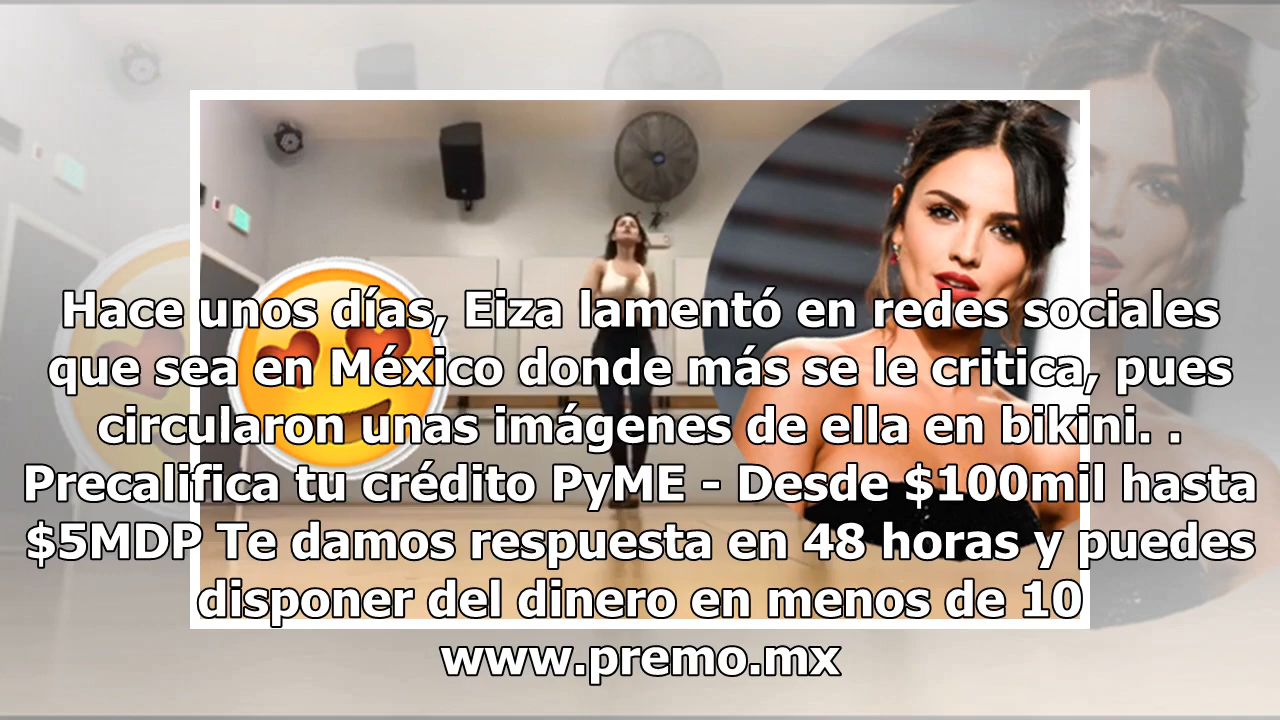 Hace unos días, Eiza lamentó en redes sociales
que sea en México donde más se le critica, pues
circularon unas imágenes de ella en bikini. .
Precalifica tu crédito PyME - Desde $100mil hasta
$5MDP Te damos respuesta en 48 horas y puedes
disponer del dinero en menos de 10
www.premo.mx